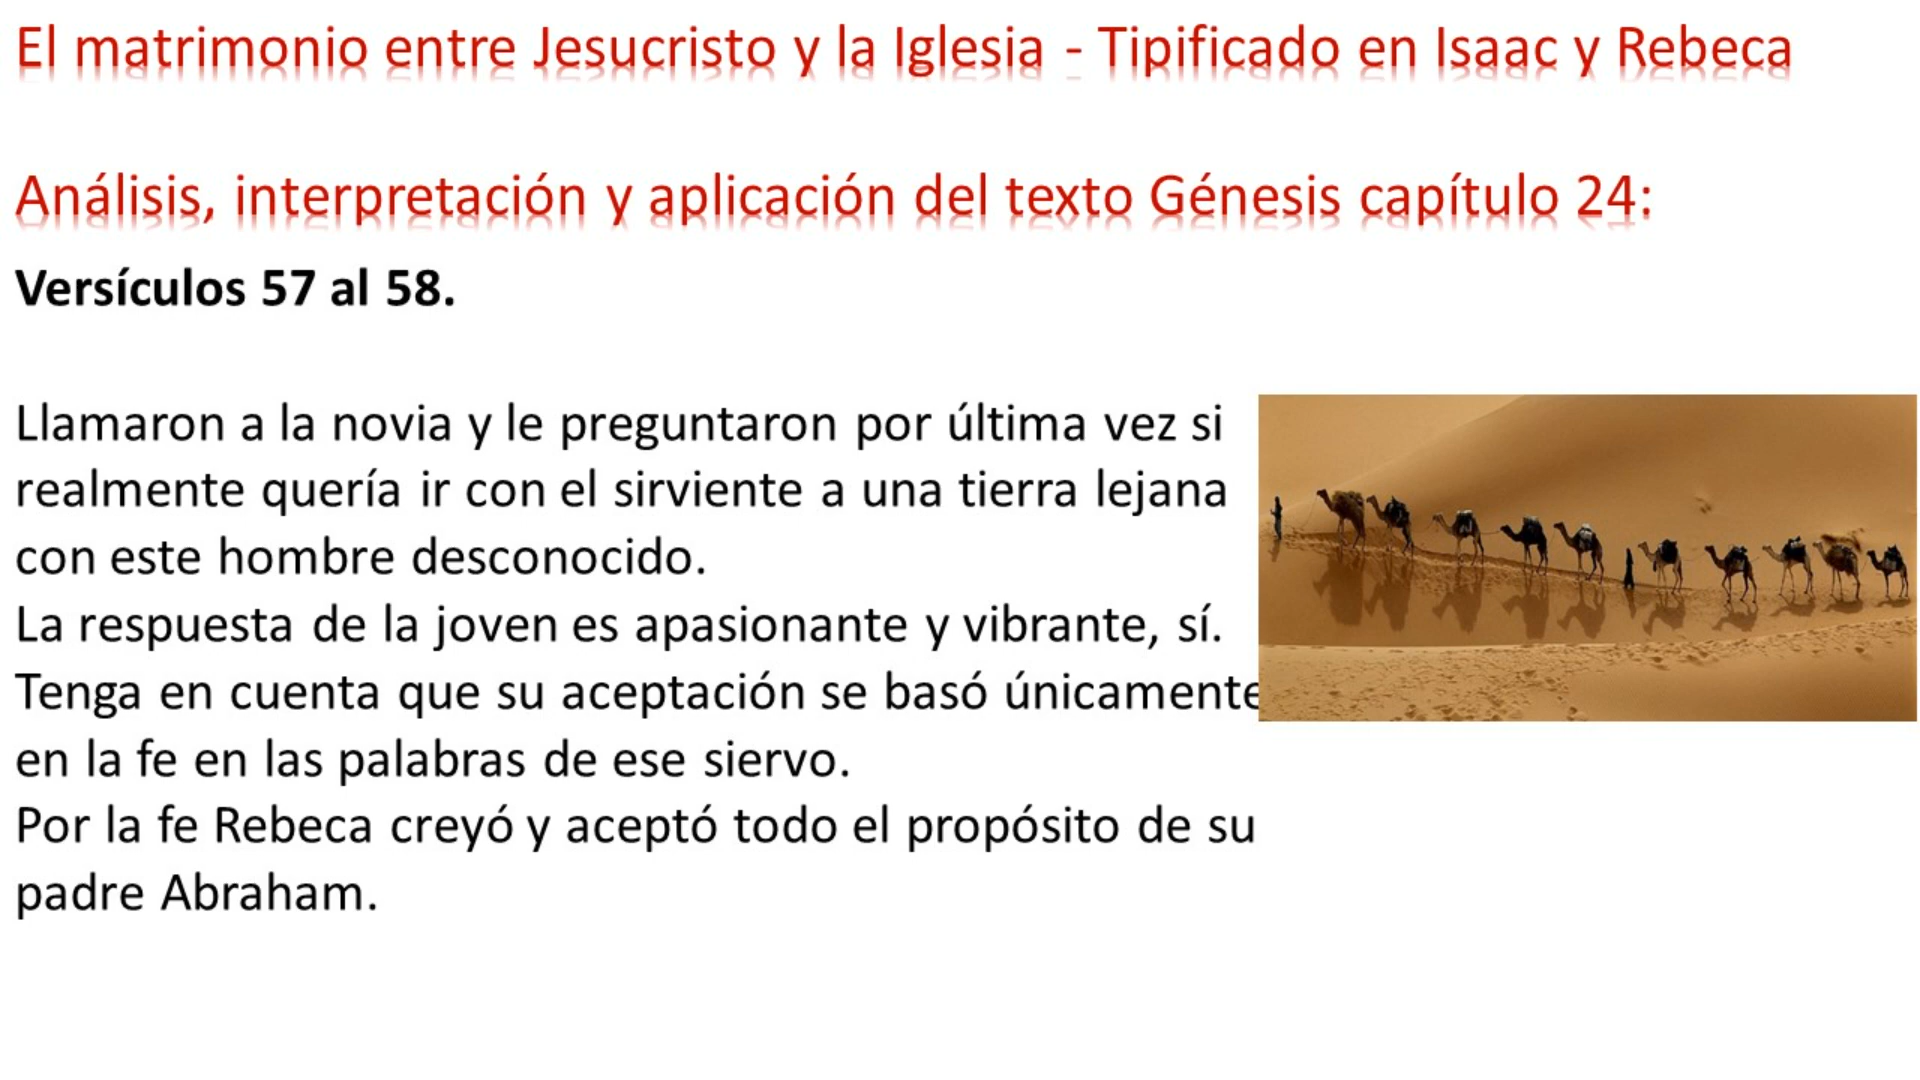 El matrimonio entre Jesucristo y la Iglesia - Tipificado en Isaac y Rebeca
Análisis, interpretación y aplicación del texto Génesis capítulo 24:
Versículos 57 al 58.
Llamaron a la novia y le preguntaron por última vez si
realmente quería ir con el sirviente a una tierra lejana
con este hombre desconocido.
La respuesta de la joven es apasionante y vibrante, sí.
Tenga en cuenta que su aceptación se basó únicamente
en la fe en las palabras de ese siervo.
Por la fe Rebeca creyó y aceptó todo el propósito de su
padre Abraham.